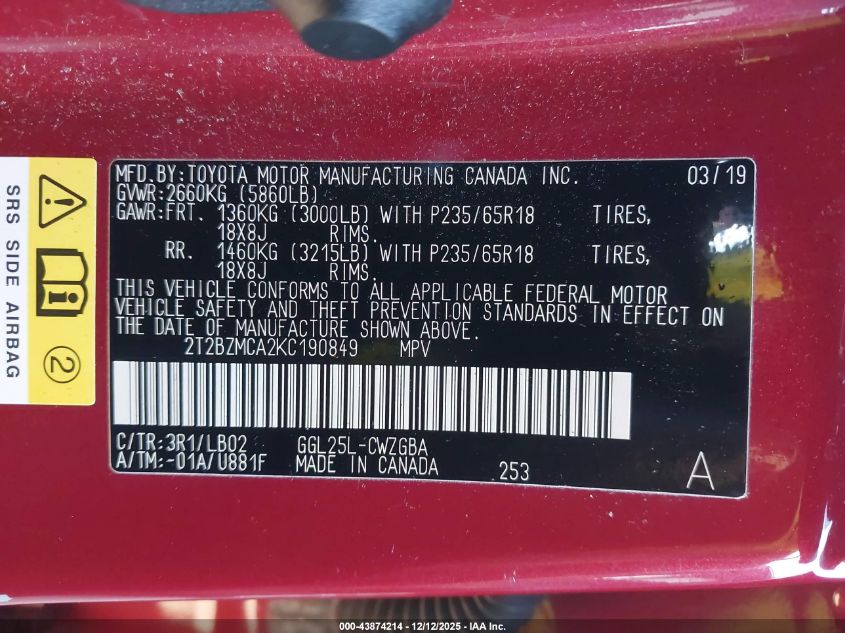 SRS SIDE AIRBAG
2
MFD.BY:TOYOTA MOTOR MANUFACTURING CANADA INC. 03/19
GVWR:2660KG (5860LB)
GAWR:FRT. 1360KG (3000LB) WITH P235/65R18 TIRES,
18X8J RIMS.
RR. 1460KG (3215LB) WITH P235/65R18 TIRES,
18X8J RIMS.
THIS VEHICLE CONFORMS TO ALL APPLICABLE FEDERAL MOTOR
VEHICLE SAFETY AND THEFT PREVENTION STANDARDS IN EFFECT ON
THE DATE OF MANUFACTURE SHOWN ABOVE.
2T2BZMCA2KC190849 MPV
C/TR:3R1/LB02 GGL25L-CWZGBA
A/TM:-01A/U881F MADE IN CANADA 253 A
000-43874214 - 12/12/2025 - IAA Inc.